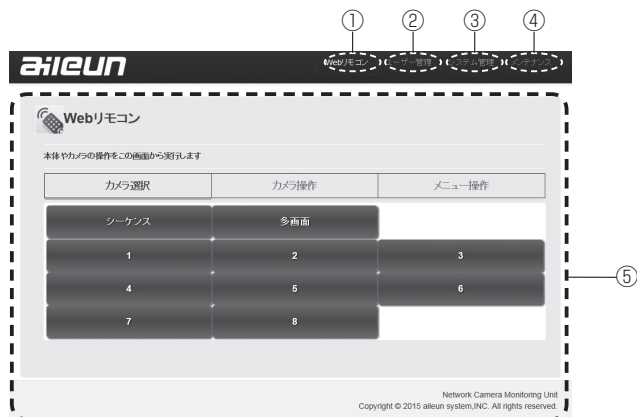 ① ② ③ ④
aileun
Webリモコン ユーザー管理 システム管理 メンテナンス
Webリモコン
本体やカメラの操作をこの画面から実行します
カメラ選択 カメラ操作 メニュー操作
シーケンス 多画面
1 2 3
4 5 6
⑤
7 8
Network Camera Monitoring Unit
Copyright © 2015 aileun system,INC. All rights reserved.